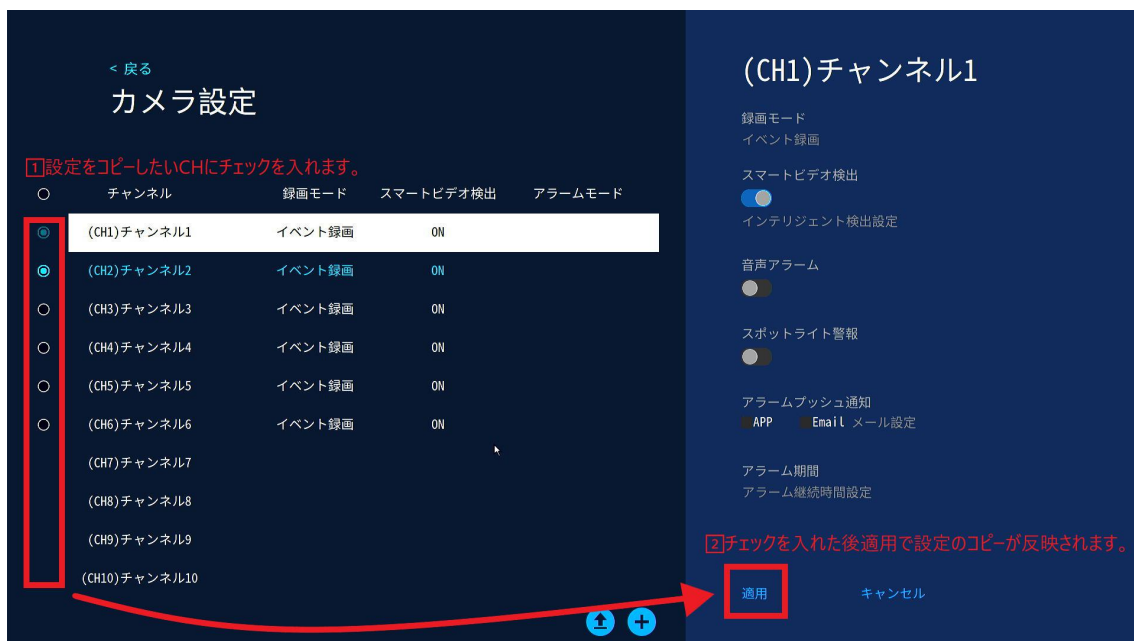 < 戻る
カメラ設定
1設定をコピーしたいCHにチェックを入れます。
チャンネル 録画モード スマートビデオ検出 アラームモード
(CH1)チャンネル1 イベント録画 ON
(CH2)チャンネル2 イベント録画 ON
(CH3)チャンネル3 イベント録画 ON
(CH4)チャンネル4 イベント録画 ON
(CH5)チャンネル5 イベント録画 ON
(CH6)チャンネル6 イベント録画 ON
(CH7)チャンネル7
(CH8)チャンネル8
(CH9)チャンネル9
(CH10)チャンネル10
(CH1)チャンネル1
録画モード
イベント録画
スマートビデオ検出
インテリジェント検出設定
音声アラーム
スポットライト警報
アラームプッシュ通知
APP Email メール設定
アラーム期間
アラーム継続時間設定
2チェックを入れた後適用で設定のコピーが反映されます。
適用 キャンセル